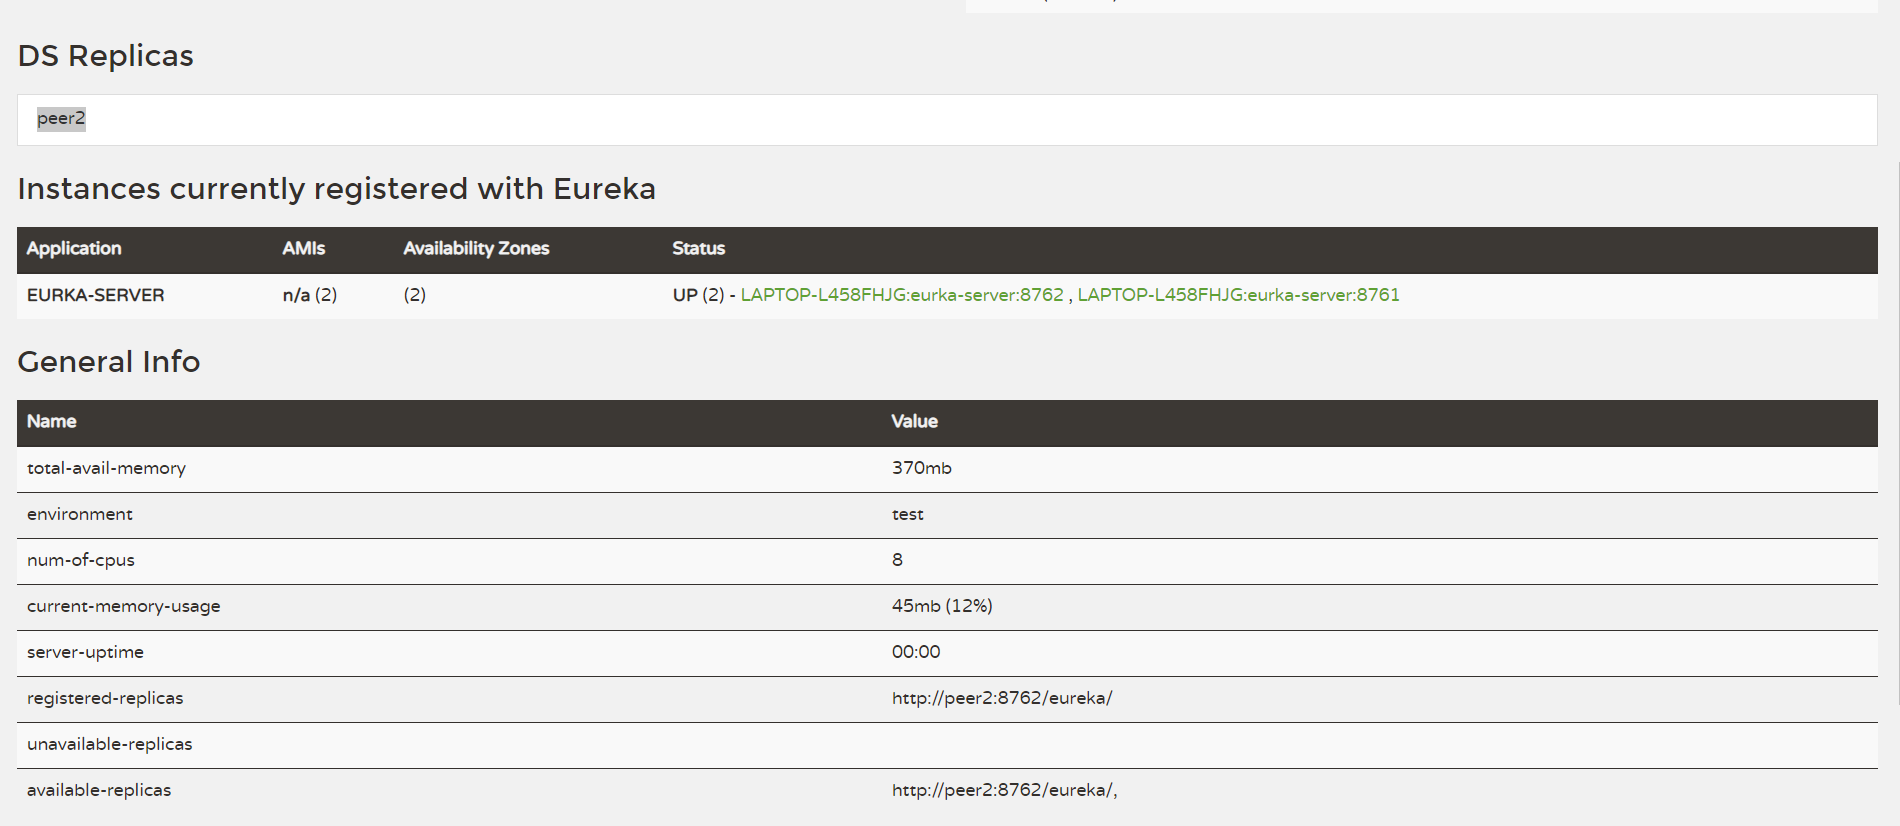 DS Replicas
peer2
Instances currently registered with Eureka
Application AMIs Availability Zones Status
EURKA-SERVER n/a (2) (2) UP (2) - LAPTOP-L458FHJG:eurka-server:8762 , LAPTOP-L458FHJG:eurka-server:8761
General Info
Name Value
total-avail-memory 370mb
environment test
num-of-cpus 8
current-memory-usage 45mb (12%)
server-uptime 00:00
registered-replicas http://peer2:8762/eureka/
unavailable-replicas
available-replicas http://peer2:8762/eureka/,